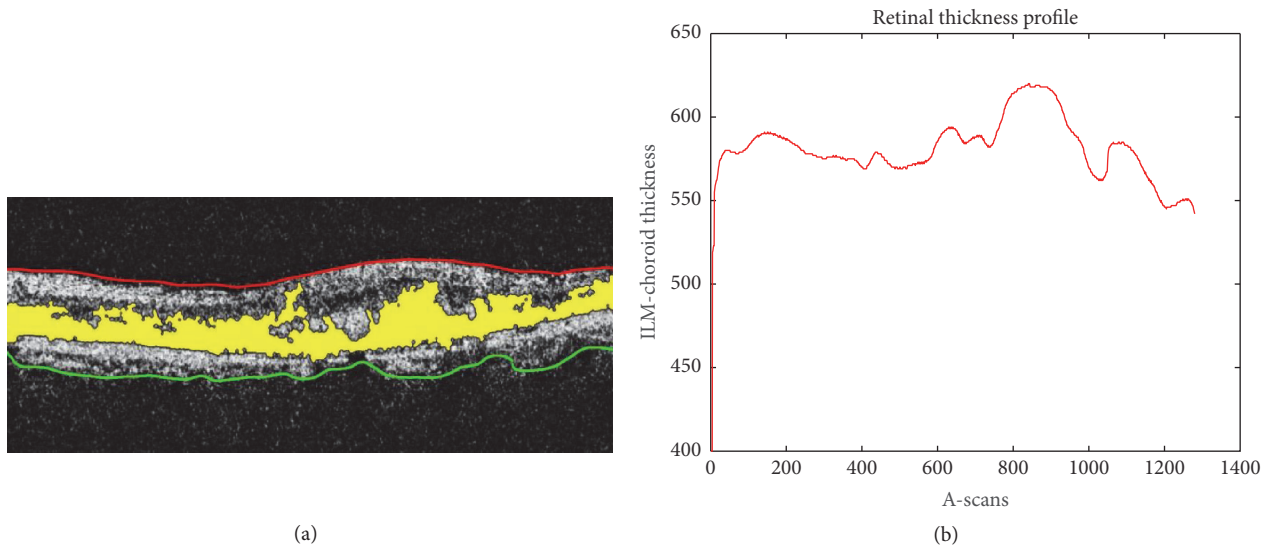 Retinal thickness profile
650
600
550
500
450
400
0 200 400 600 800 1000 1200 1400
ILM-choroid thickness
A-scans
(a)
(b)